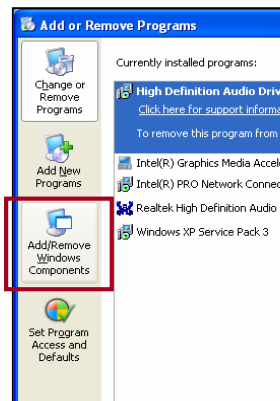 Add or Remove Programs
Change or
Remove
Programs
Add New
Programs
Add/Remove
Windows
Components
Set Program
Access and
Defaults
Currently installed programs:
High Definition Audio Driv
Click here for support informa
To remove this program from
Intel(R) Graphics Media Accele
Intel(R) PRO Network Connec
Realtek High Definition Audio
Windows XP Service Pack 3